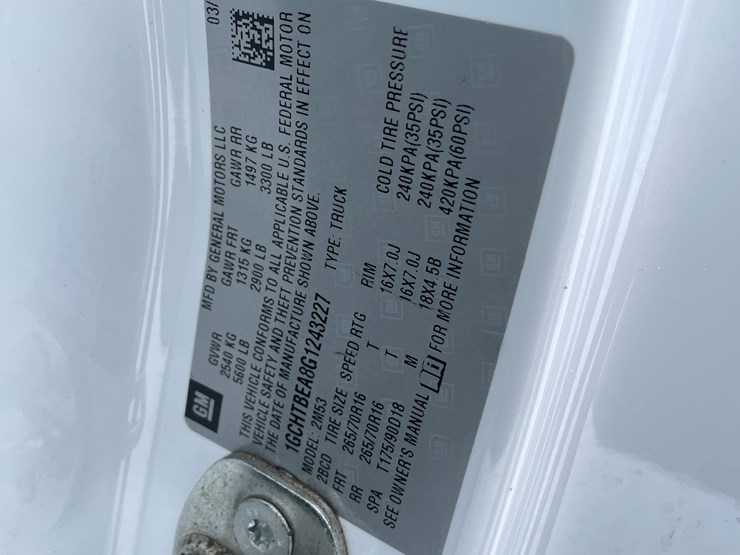 GM
MFD BY GENERAL MOTORS LLC
03/
GVWR GAWR FRT GAWR RR
2540 KG 1315 KG 1497 KG
5600 LB 2900 LB 3300 LB
THIS VEHICLE CONFORMS TO ALL APPLICABLE U.S. FEDERAL MOTOR
VEHICLE SAFETY AND THEFT PREVENTION STANDARDS IN EFFECT ON
THE DATE OF MANUFACTURE SHOWN ABOVE.
1GCHTBEA8G1243227 TYPE: TRUCK
MODEL: 2M53
2BCD TIRE SIZE SPEED RTG RIM COLD TIRE PRESSURE
FRT 265/70R16 T 16X7.0J 240KPA(35PSI)
RR 265/70R16 T 16X7.0J 240KPA(35PSI)
SPA T175/90D18 M 18X4.5B 420KPA(60PSI)
SEE OWNER'S MANUAL i FOR MORE INFORMATION